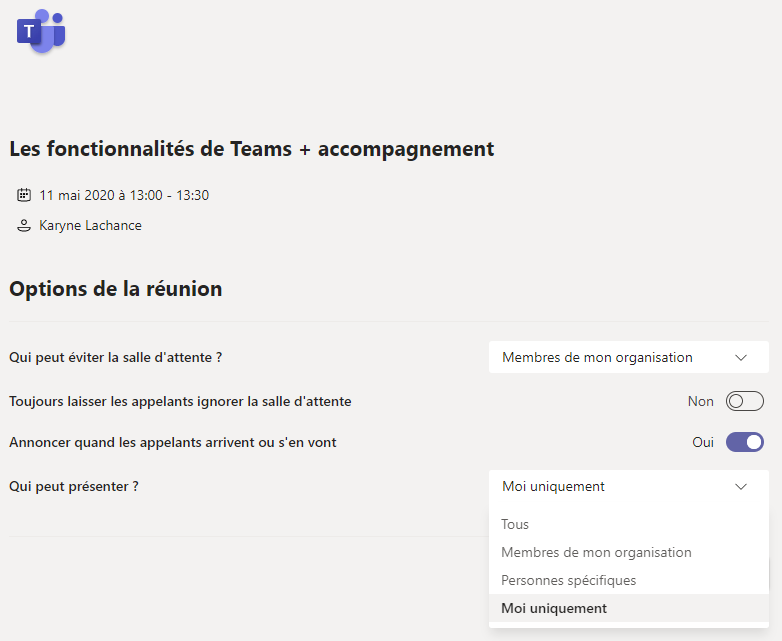 T
Les fonctionnalités de Teams + accompagnement
11 mai 2020 à 13:00 - 13:30
Karyne Lachance
Options de la réunion
Qui peut éviter la salle d'attente ? Membres de mon organisation
Toujours laisser les appelants ignorer la salle d'attente Non
Annoncer quand les appelants arrivent ou s'en vont Oui
Qui peut présenter ? Moi uniquement
Tous
Membres de mon organisation
Personnes spécifiques
Moi uniquement